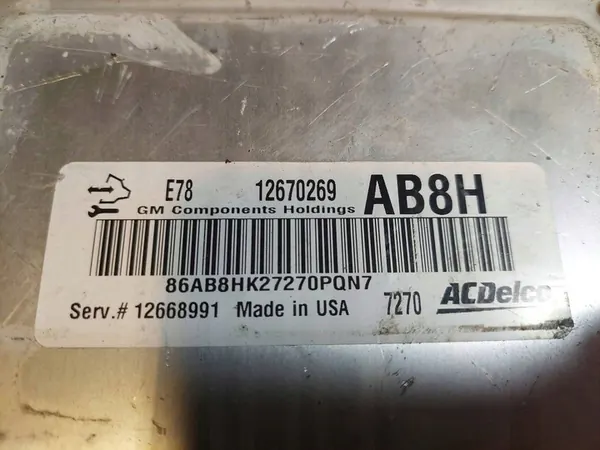 E78 12670269 AB8H
GM Components Holdings
86AB8HK27270PQN7
Serv.# 12668991 Made in USA 7270 ACDelco